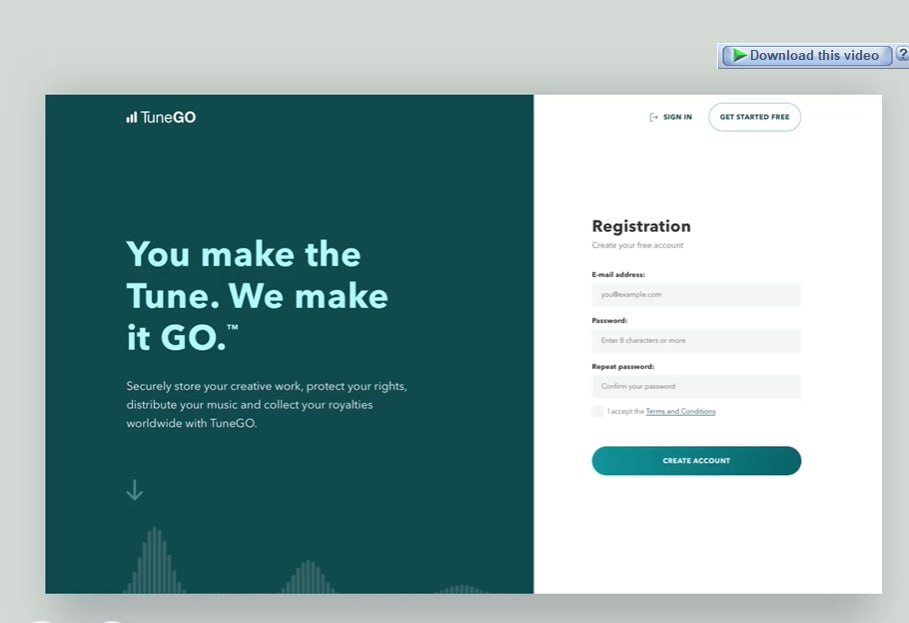 Download this video ?
TuneGO
SIGN IN
GET STARTED FREE
You make the
Tune. We make
it GO.™
Securely store your creative work, protect your rights,
distribute your music and collect your royalties
worldwide with TuneGO.
Registration
Create your free account
E-mail address:
you@example.com
Password:
Enter 8 characters or more
Repeat password:
Confirm your password
I accept the Terms and Conditions
CREATE ACCOUNT